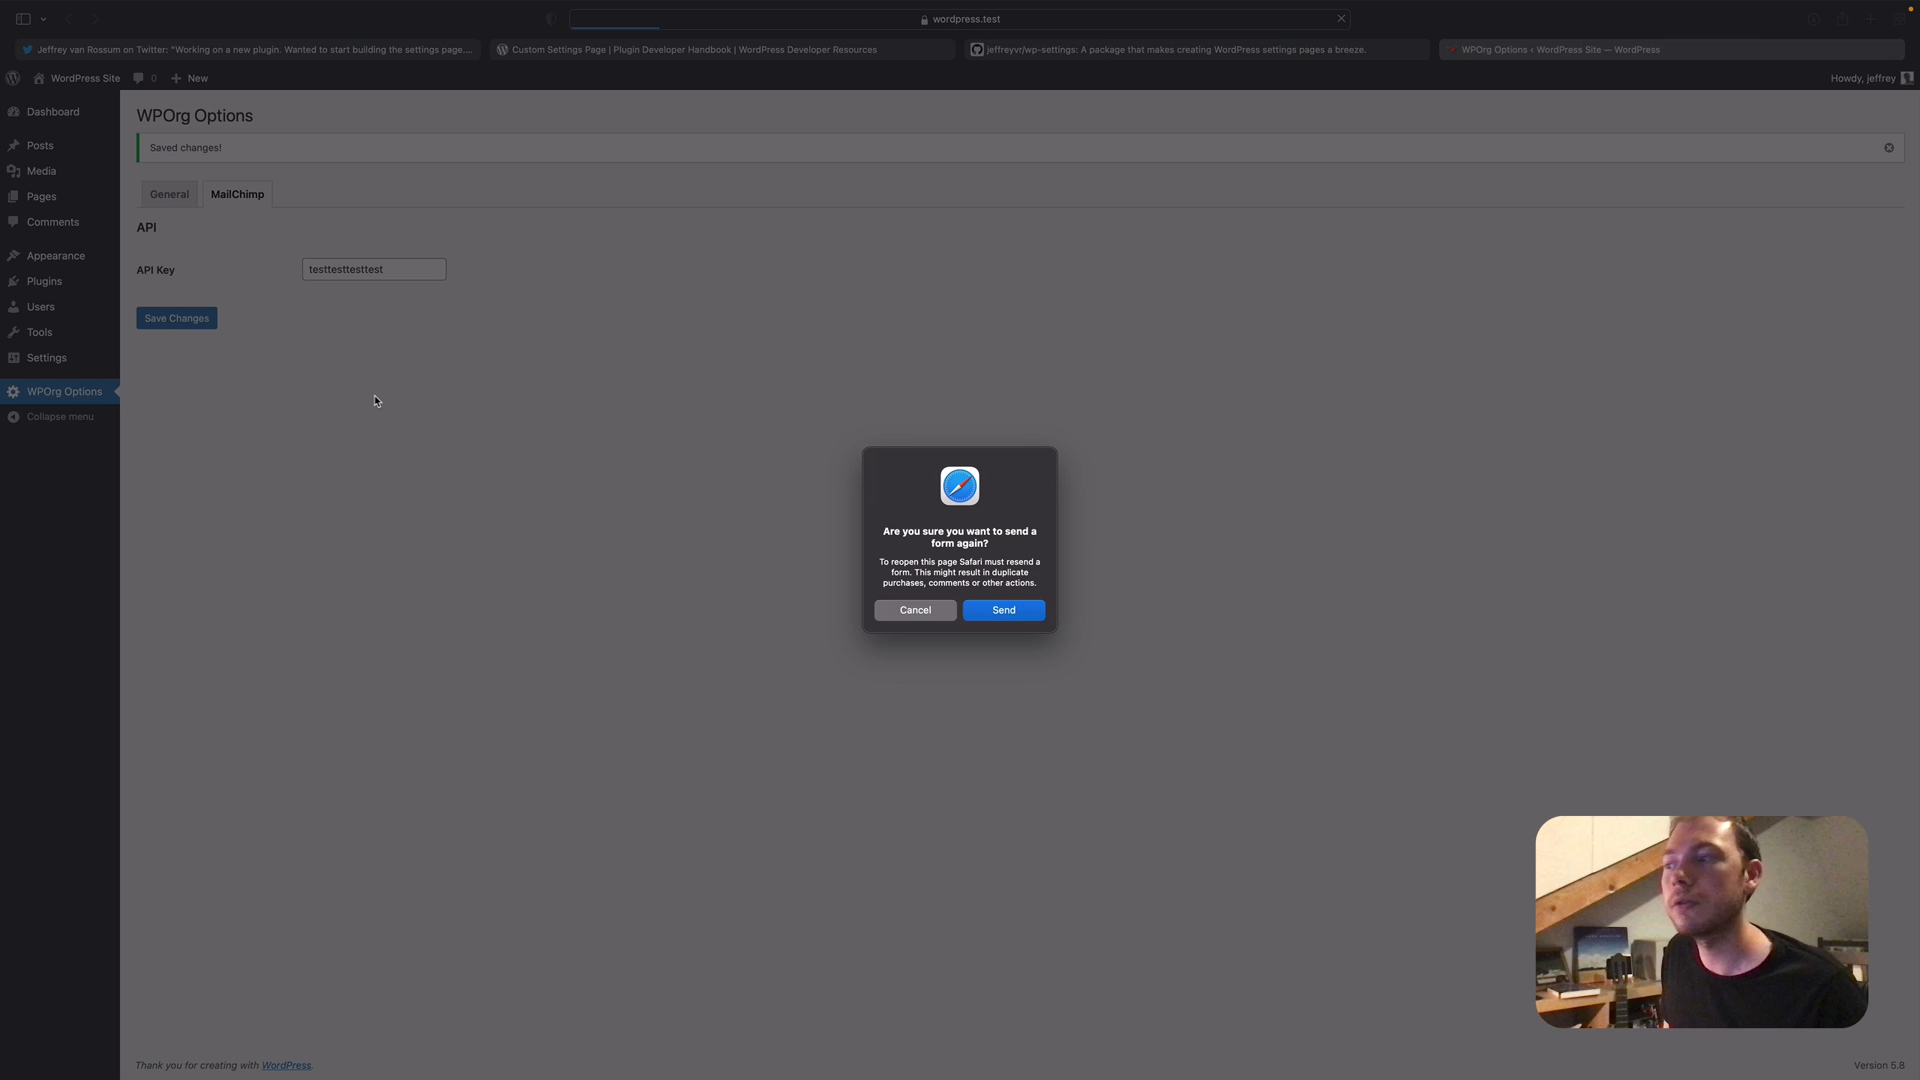 wordpress.test
Jeffrey van Rossum on Twitter: "Working on a new plugin. Wanted to start building the settings page....
Custom Settings Page | Plugin Developer Handbook | WordPress Developer Resources
jeffreyvr/wp-settings: A package that makes creating WordPress settings pages a breeze.
WPOrg Options ‹ WordPress Site — WordPress
WordPress Site
0
New
Howdy, jeffrey
Dashboard
Posts
Media
Pages
Comments
Appearance
Plugins
Users
Tools
Settings
WPOrg Options
Collapse menu
WPOrg Options
Saved changes!
General
MailChimp
API
API Key
testtesttesttest
Save Changes
Are you sure you want to send a
form again?
To reopen this page Safari must resend a
form. This might result in duplicate
purchases, comments or other actions.
Cancel
Send
Thank you for creating with WordPress.
Version 5.8